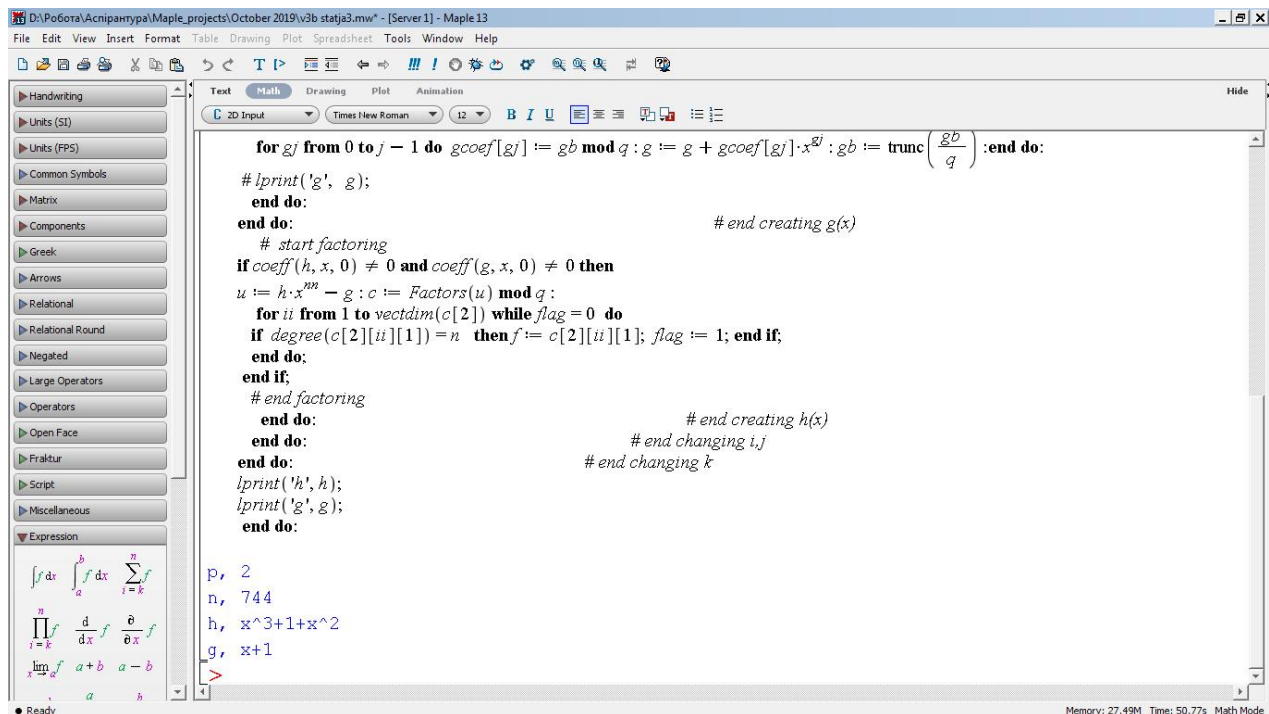 D:\Робота\Аспірантура\Maple_projects\October 2019\v3b statja3.mw* - [Server 1] - Maple 13
File Edit View Insert Format Table Drawing Plot Spreadsheet Tools Window Help
Text Math Drawing Plot Animation Hide
C 2D Input Times New Roman 12 B I U
Handwriting
Units (SI)
Units (FPS)
Common Symbols
Matrix
Components
Greek
Arrows
Relational
Relational Round
Negated
Large Operators
Operators
Open Face
Fraktur
Script
Miscellaneous
Expression
∫f dx ∫_a^b f dx ∑_{i=k}^n f
∏_{i=k}^n f d/dx f ∂/∂x f
lim_{x→a} f a+b a−b
for gj from 0 to j − 1 do gcoef[gj] := gb mod q : g := g + gcoef[gj]·x^gj : gb := trunc(gb/q) :end do:
# lprint('g', g);
end do:
end do: # end creating g(x)
# start factoring
if coeff(h, x, 0) ≠ 0 and coeff(g, x, 0) ≠ 0 then
u := h·x^nn − g : c := Factors(u) mod q :
for ii from 1 to vectdim(c[2]) while flag = 0 do
if degree(c[2][ii][1]) = n then f := c[2][ii][1]; flag := 1; end if;
end do;
end if;
# end factoring
end do: # end creating h(x)
end do: # end changing i,j
end do: # end changing k
lprint('h', h);
lprint('g', g);
end do:
p, 2
n, 744
h, x^3+1+x^2
g, x+1
>
Ready Memory: 27.49M Time: 50.77s Math Mode